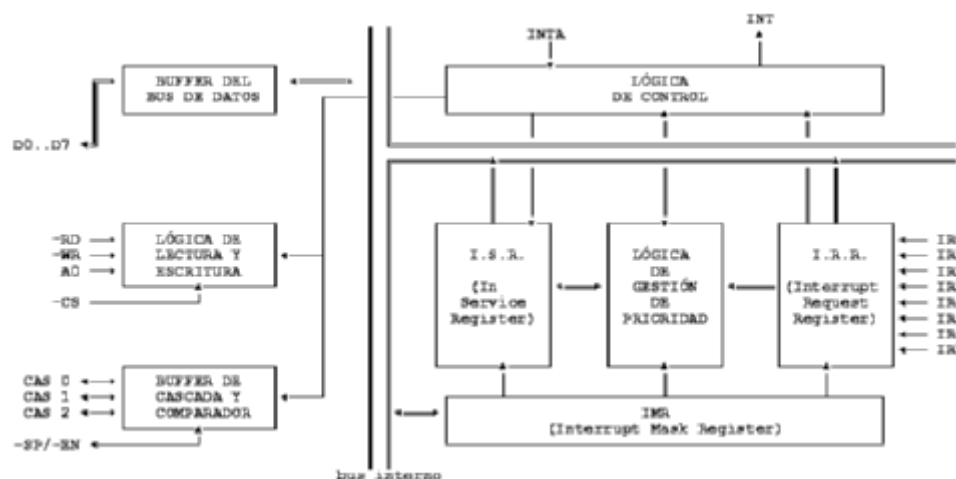 INTA
INT
BUFFER DEL
BUS DE DATOS
LÓGICA
DE CONTROL
D0..D7
-RD
-WR
A0
-CS
LÓGICA DE
LECTURA Y
ESCRITURA
I.S.R.
(In
Service
Register)
LÓGICA
DE
GESTIÓN
DE
PRIORIDAD
I.R.R.
(Interrupt
Request
Register)
IR
IR
IR
IR
IR
IR
IR
IR
CAS 0
CAS 1
CAS 2
-SP/-EN
BUFFER DE
CASCADA Y
COMPARADOR
IMR
(Interrupt Mask Register)
bus interno